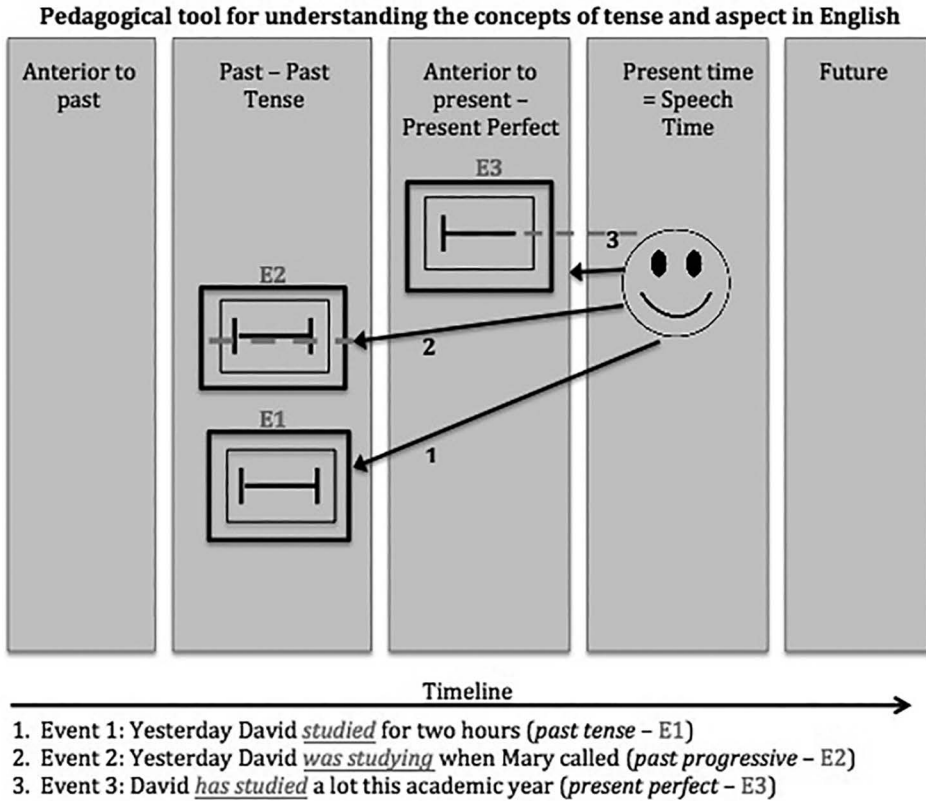 Pedagogical tool for understanding the concepts of tense and aspect in English
Anterior to
past
Past – Past
Tense
Anterior to
present –
Present Perfect
Present time
= Speech
Time
Future
E3
3
E2
2
E1
1
Timeline
1. Event 1: Yesterday David studied for two hours (past tense – E1)
2. Event 2: Yesterday David was studying when Mary called (past progressive – E2)
3. Event 3: David has studied a lot this academic year (present perfect – E3)